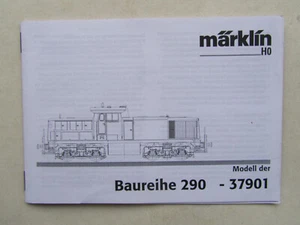 märklin
H0
Modell der
Baureihe 290 - 37901